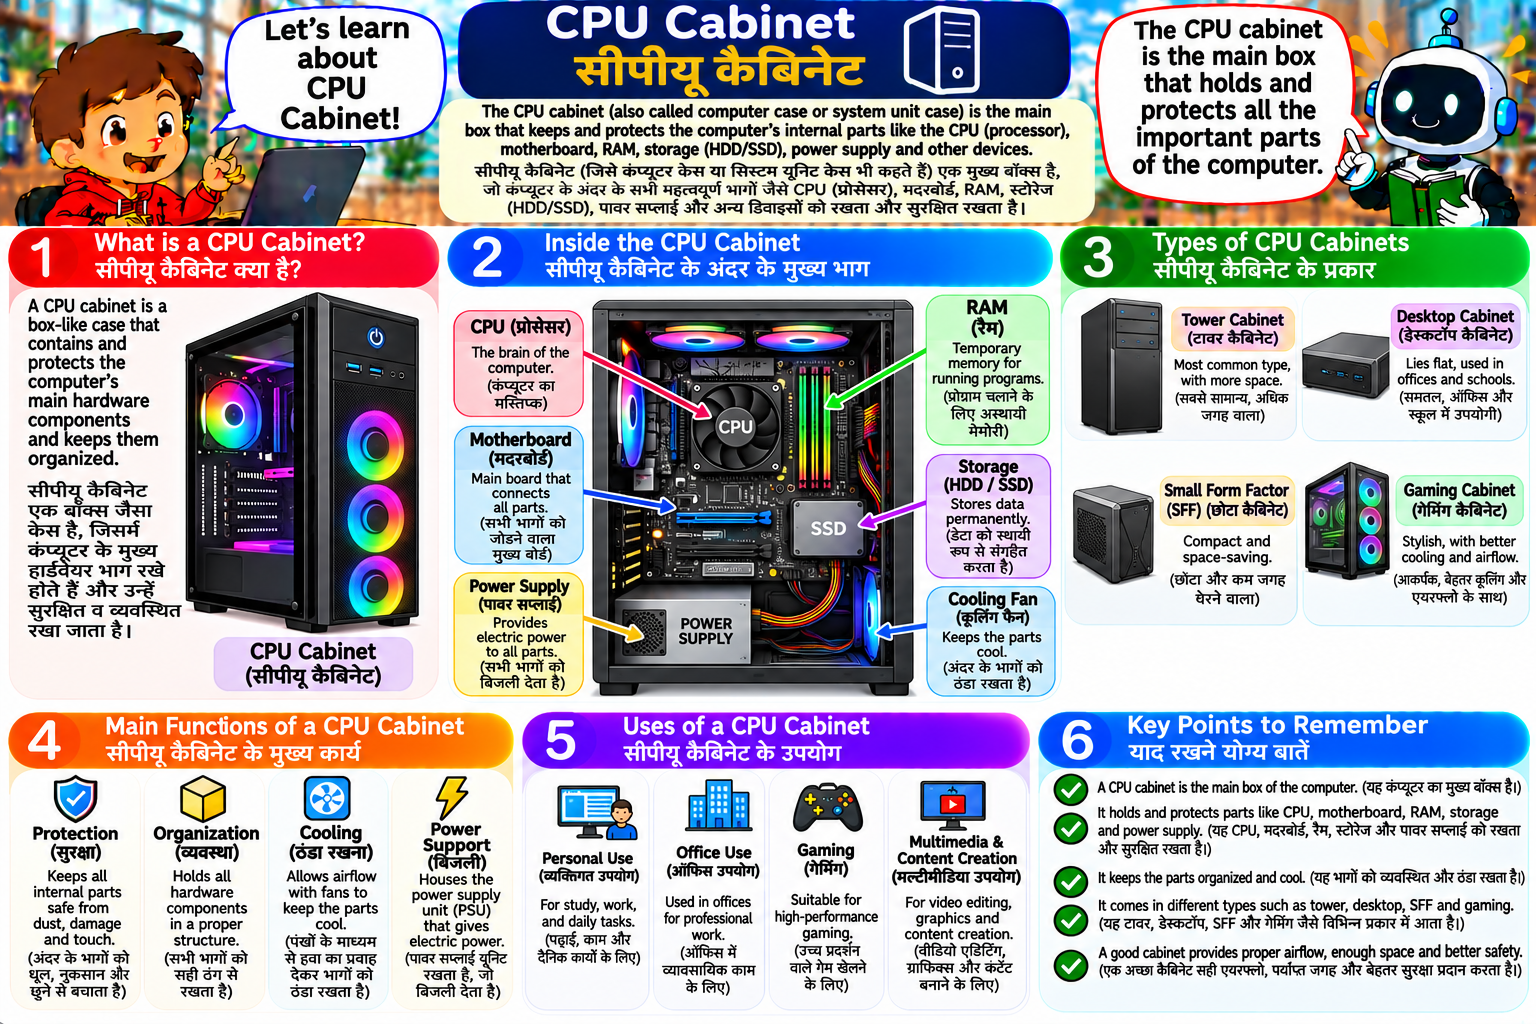 Let's learn
about
CPU
Cabinet!
CPU Cabinet
सीपीयू कैबिनेट
The CPU cabinet (also called computer case or system unit case) is the main
box that keeps and protects the computer's internal parts like the CPU (processor),
motherboard, RAM, storage (HDD/SSD), power supply and other devices.
सीपीयू कैबिनेट (जिसे कंप्यूटर केस या सिस्टम यूनिट केस भी कहते हैं) एक मुख्य बॉक्स है,
जो कंप्यूटर के अंदर के सभी महत्वपूर्ण भागों जैसे CPU (प्रोसेसर), मदरबोर्ड, RAM, स्टोरेज
(HDD/SSD), पावर सप्लाई और अन्य डिवाइसों को रखता और सुरक्षित रखता है।
The CPU cabinet
is the main box
that holds and
protects all the
important parts
of the computer.
1
What is a CPU Cabinet?
सीपीयू कैबिनेट क्या है?
A CPU cabinet is a
box-like case that
contains and
protects the
computer's
main hardware
components
and keeps them
organized.
सीपीयू कैबिनेट
एक बॉक्स जैसा
केस है, जिसमें
कंप्यूटर के मुख्य
हार्डवेयर भाग रखे
होते हैं और उन्हें
सुरक्षित व व्यवस्थित
रखा जाता है।
CPU Cabinet
(सीपीयू कैबिनेट)
2
Inside the CPU Cabinet
सीपीयू कैबिनेट के अंदर के मुख्य भाग
CPU (प्रोसेसर)
The brain of the
computer.
(कंप्यूटर का
मस्तिष्क)
Motherboard
(मदरबोर्ड)
Main board that
connects
all parts.
(सभी भागों को
जोडने वाला
मुख्य बोर्ड)
Power Supply
(पावर सप्लाई)
Provides
electric power
to all parts.
(सभी भागों को
बिजली देता है)
CPU
SSD
POWER
SUPPLY
RAM
(रैम)
Temporary
memory for
running programs.
(प्रोग्राम चलाने के
लिए अस्थायी
मेमोरी)
Storage
(HDD / SSD)
Stores data
permanently.
(डेटा को स्थायी
रूप से संगहित
करता है)
Cooling Fan
(कूलिंग फैन)
Keeps the parts
cool.
(अंदर के भागों को
ठंडा रखता है)
3
Types of CPU Cabinets
सीपीयू कैबिनेट के प्रकार
Tower Cabinet
(टावर कैबिनेट)
Most common type,
with more space.
(सबसे सामान्य, अधिक
जगह वाला)
Desktop Cabinet
(डेस्कटॉप कैबिनेट)
Lies flat, used in
offices and schools.
(समतल, ऑफिस और
स्कूल में उपयोगी)
Small Form Factor
(SFF) (छोटा कैबिनेट)
Compact and
space-saving.
(छोटा और कम जगह
घेरने वाला)
Gaming Cabinet
(गेमिंग कैबिनेट)
Stylish, with better
cooling and airflow.
(आकर्षक, बेहतर कूलिंग और
एयरफ्लो के साथ)
4
Main Functions of a CPU Cabinet
सीपीयू कैबिनेट के मुख्य कार्य
Protection
(सुरक्षा)
Keeps all
internal parts
safe from
dust, damage
and touch.
(अंदर के भागों को
धूल, नुकसान और
छूने से बचाता है)
Organization
(व्यवस्था)
Holds all
hardware
components
in a proper
structure.
(सभी भागों को
सही ठंग से
रखता है)
Cooling
(ठंडा रखना)
Allows airflow
with fans to
keep the parts
cool.
(पंखों के माध्यम
से हवा का प्रवाह
देकर भागों को
ठंडा रखता है)
Power
Support
(बिजली)
Houses the
power supply
unit (PSU)
that gives
electric power.
(पावर सप्लाई यूनिट
रखता है, जो
बिजली देता है)
5
Uses of a CPU Cabinet
सीपीयू कैबिनेट के उपयोग
Personal Use
(व्यक्तिगत उपयोग)
For study, work,
and daily tasks.
(पढ़ाई, काम और
दैनिक कार्यो के लिए)
Office Use
(ऑफिस उपयोग)
Used in offices
for professional
work.
(ऑफिस में
व्यावसायिक काम
के लिए)
Gaming
(गेमिंग)
Suitable for
high-performance
gaming.
(उच्च प्रदर्शन
वाले गेम खेलने
के लिए)
Multimedia &
Content Creation
(मल्टीमीडिया उपयोग)
For video editing,
graphics and
content creation.
(वीडियो एडिटिंग,
ग्राफिक्स और कंटेंट
बनाने के लिए)
6
Key Points to Remember
याद रखने योग्य बातें
A CPU cabinet is the main box of the computer. (यह कंप्यूटर का मुख्य बॉक्स है।)
It holds and protects parts like CPU, motherboard, RAM, storage
and power supply. (यह CPU, मदरबोर्ड, रैम, स्टोरेज और पावर सप्लाई को रखता
और सुरक्षित रखता है।)
It keeps the parts organized and cool. (यह भागों को व्यवस्थित और ठंडा रखता है।)
It comes in different types such as tower, desktop, SFF and gaming.
(यह टावर, डेस्कटॉप, SFF और गेमिंग जैसे विभिन्न प्रकार में आता है।)
A good cabinet provides proper airflow, enough space and better safety.
(एक अच्छा कैबिनेट सही एयरफ्लो, पर्याप्त जगह और बेहतर सुरक्षा प्रदान करता है।)